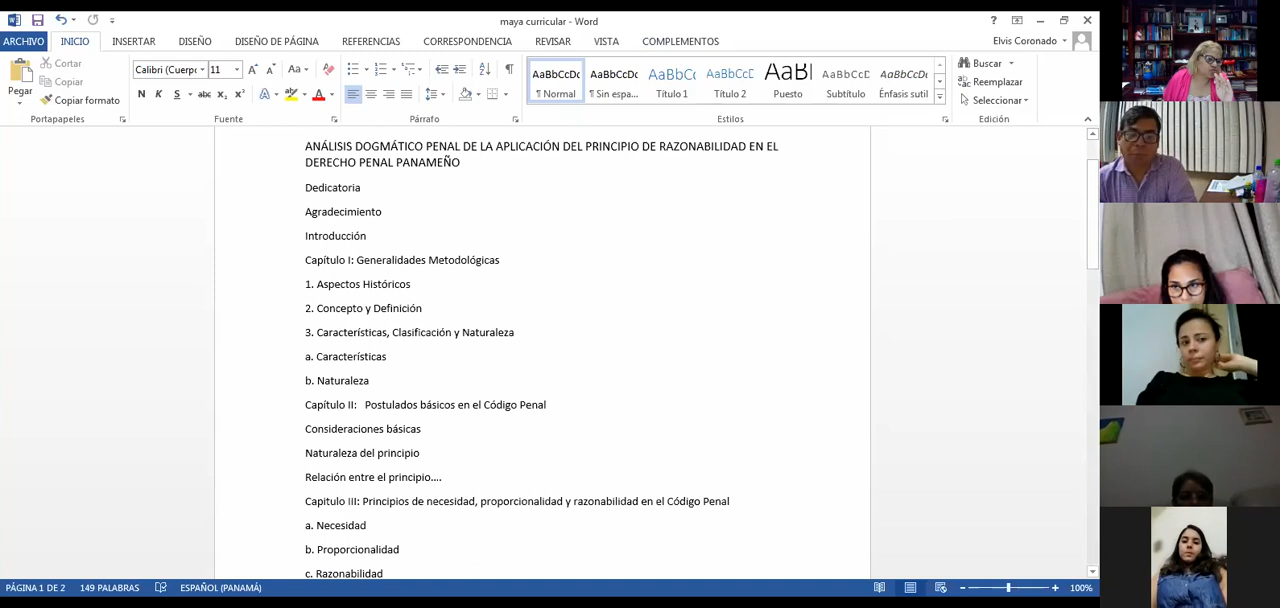 maya curricular - Word
Elvis Coronado
ARCHIVO INICIO INSERTAR DISEÑO DISEÑO DE PÁGINA REFERENCIAS CORRESPONDENCIA REVISAR VISTA COMPLEMENTOS
Pegar
Cortar
Copiar
Copiar formato
Portapapeles
Calibri (Cuerpo 11
N K S abc x₂ x²
Fuente
Párrafo
AaBbCcDc AaBbCcDc AaBbCc AaBbCcD AaBl AaBbCcD AaBbCcDc
¶ Normal ¶ Sin espa... Título 1 Título 2 Puesto Subtítulo Énfasis sutil
Estilos
Buscar
Reemplazar
Seleccionar
Edición
ANÁLISIS DOGMÁTICO PENAL DE LA APLICACIÓN DEL PRINCIPIO DE RAZONABILIDAD EN EL
DERECHO PENAL PANAMEÑO
Dedicatoria
Agradecimiento
Introducción
Capítulo I: Generalidades Metodológicas
1. Aspectos Históricos
2. Concepto y Definición
3. Características, Clasificación y Naturaleza
a. Características
b. Naturaleza
Capítulo II: Postulados básicos en el Código Penal
Consideraciones básicas
Naturaleza del principio
Relación entre el principio....
Capitulo III: Principios de necesidad, proporcionalidad y razonabilidad en el Código Penal
a. Necesidad
b. Proporcionalidad
c. Razonabilidad
PÁGINA 1 DE 2 149 PALABRAS ESPAÑOL (PANAMÁ) 100%